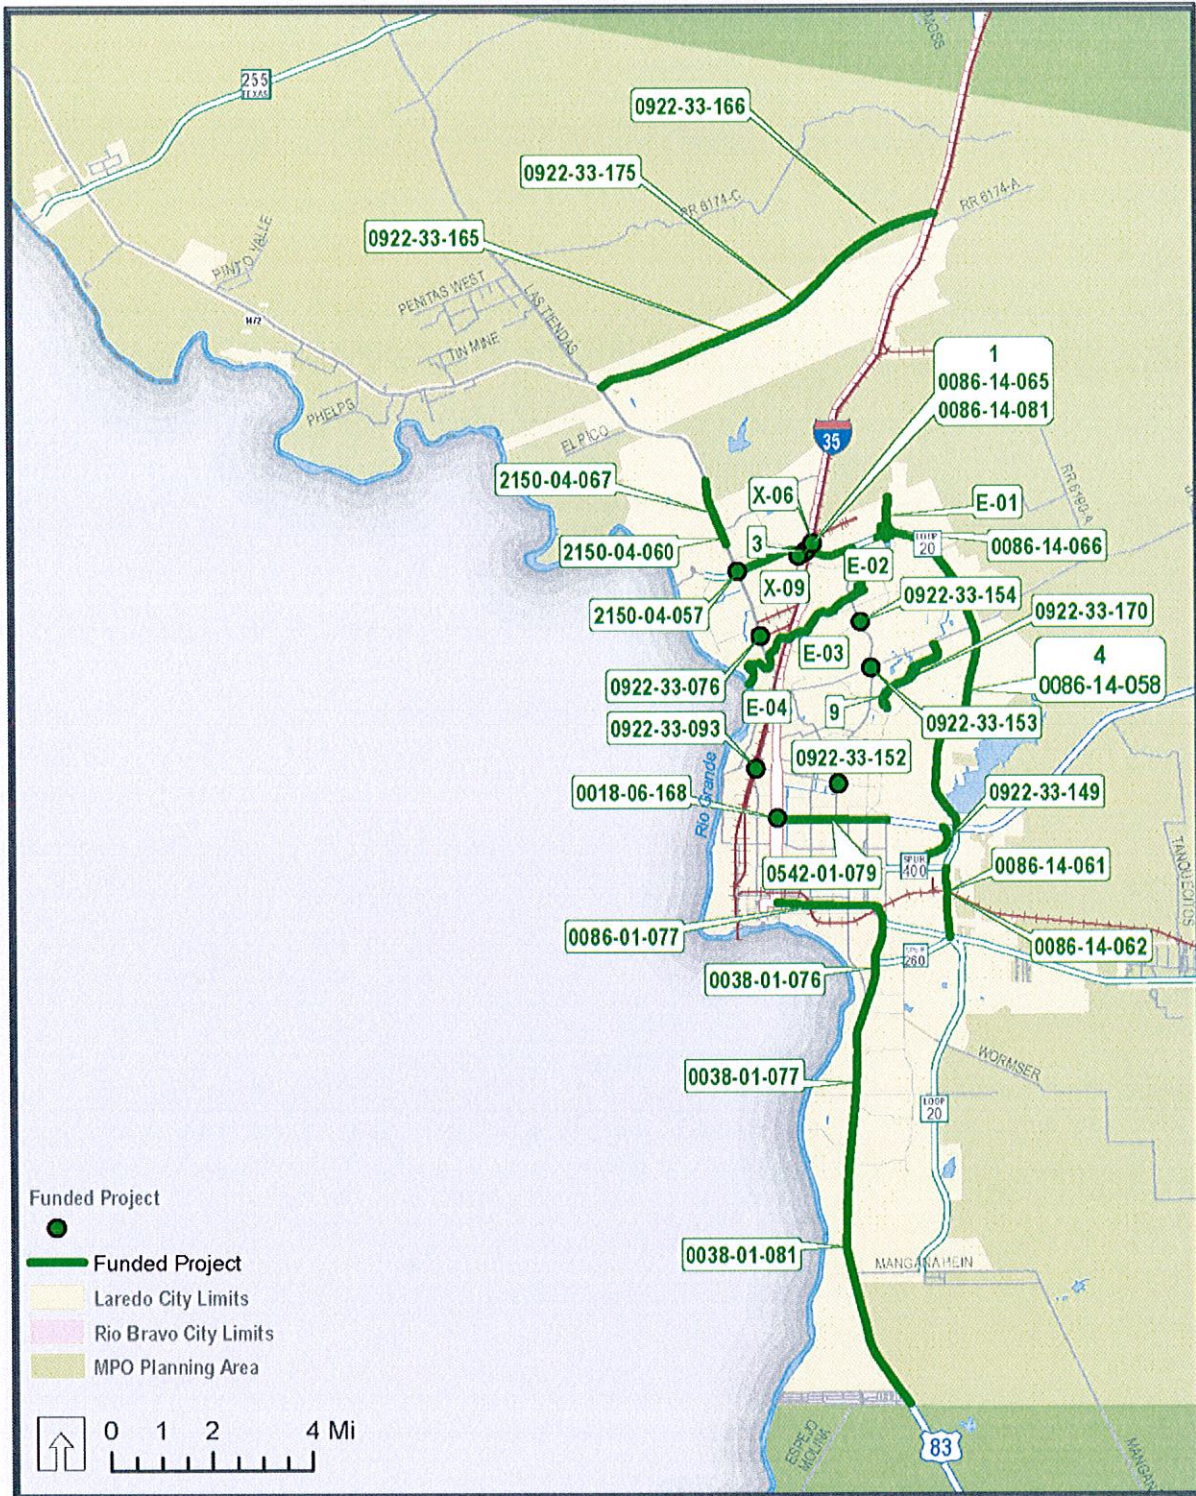 MOSS
255
TEXAS
0922-33-166
0922-33-175
RR 6174-C
RR 6174-A
0922-33-165
PINTO VALLE
PENITAS WEST
LAS TIENDAS
TIN MINE
PHELPS
EL PICO
1
0086-14-065
0086-14-081
35
RR 6190-A
2150-04-067
X-06
E-01
3
LOOP
20
0086-14-066
2150-04-060
E-02
X-09
0922-33-154
2150-04-057
0922-33-170
E-03
4
0086-14-058
0922-33-076
E-04
9
0922-33-153
0922-33-093
0922-33-152
Rio Grande
0018-06-168
0922-33-149
0542-01-079
SPUR
400
0086-14-061
TANQUECITOS
0086-01-077
0086-14-062
SPUR
260
0038-01-076
WORMSER
0038-01-077
LOOP
20
Funded Project
Funded Project
0038-01-081
MANGANA HEIN
Laredo City Limits
Rio Bravo City Limits
MPO Planning Area
0 1 2 4 Mi
ESPEJO
MOLINA
83
MANGAN